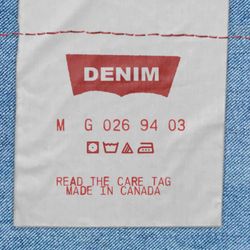 DENIM
M G 026 94 03
READ THE CARE TAG
MADE IN CANADA